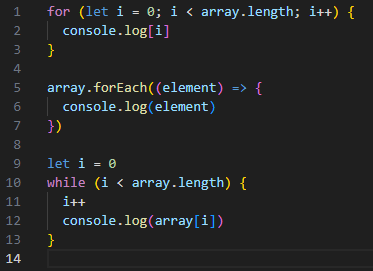 1 for (let i = 0; i < array.length; i++) {
2   console.log[i]
3 }
4
5 array.forEach((element) => {
6   console.log(element)
7 })
8
9 let i = 0
10 while (i < array.length) {
11   i++
12   console.log(array[i])
13 }
14